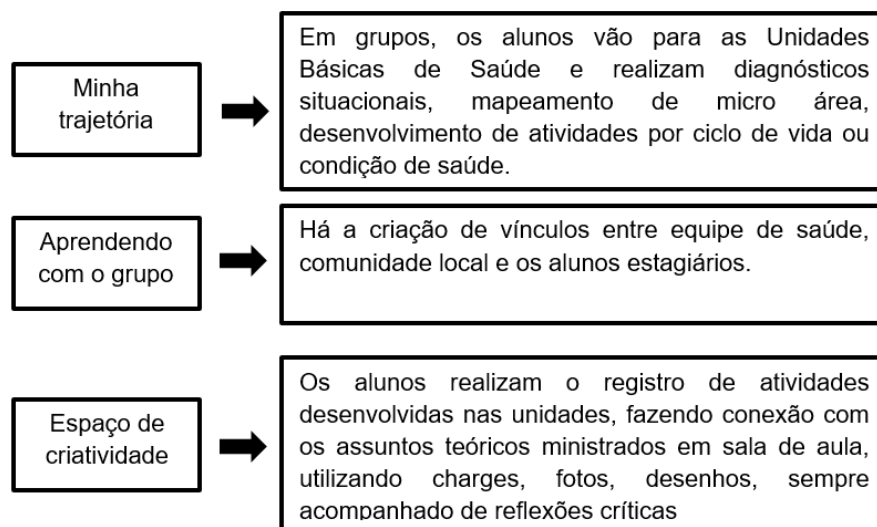 Minha
trajetória
Em grupos, os alunos vão para as Unidades
Básicas de Saúde e realizam diagnósticos
situacionais, mapeamento de micro área,
desenvolvimento de atividades por ciclo de vida ou
condição de saúde.
Aprendendo
com o grupo
Há a criação de vínculos entre equipe de saúde,
comunidade local e os alunos estagiários.
Espaço de
criatividade
Os alunos realizam o registro de atividades
desenvolvidas nas unidades, fazendo conexão com
os assuntos teóricos ministrados em sala de aula,
utilizando charges, fotos, desenhos, sempre
acompanhado de reflexões críticas